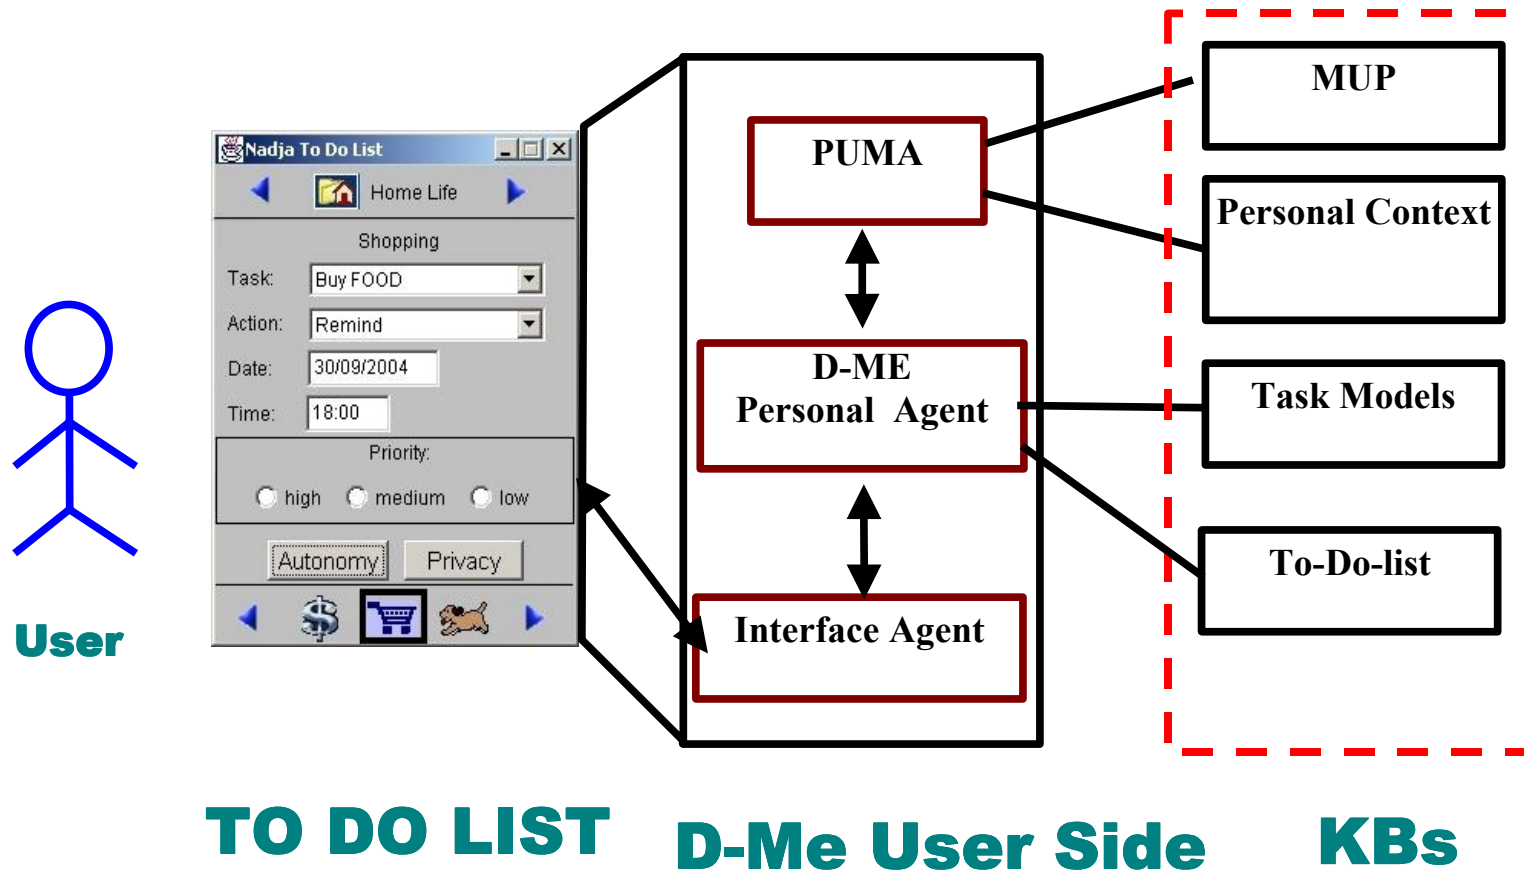 Nadja To Do List
Home Life
Shopping
Task: Buy FOOD
Action: Remind
Date: 30/09/2004
Time: 18:00
Priority:
high medium low
Autonomy Privacy
User
TO DO LIST
PUMA
D-ME
Personal Agent
Interface Agent
D-Me User Side
MUP
Personal Context
Task Models
To-Do-list
KBs